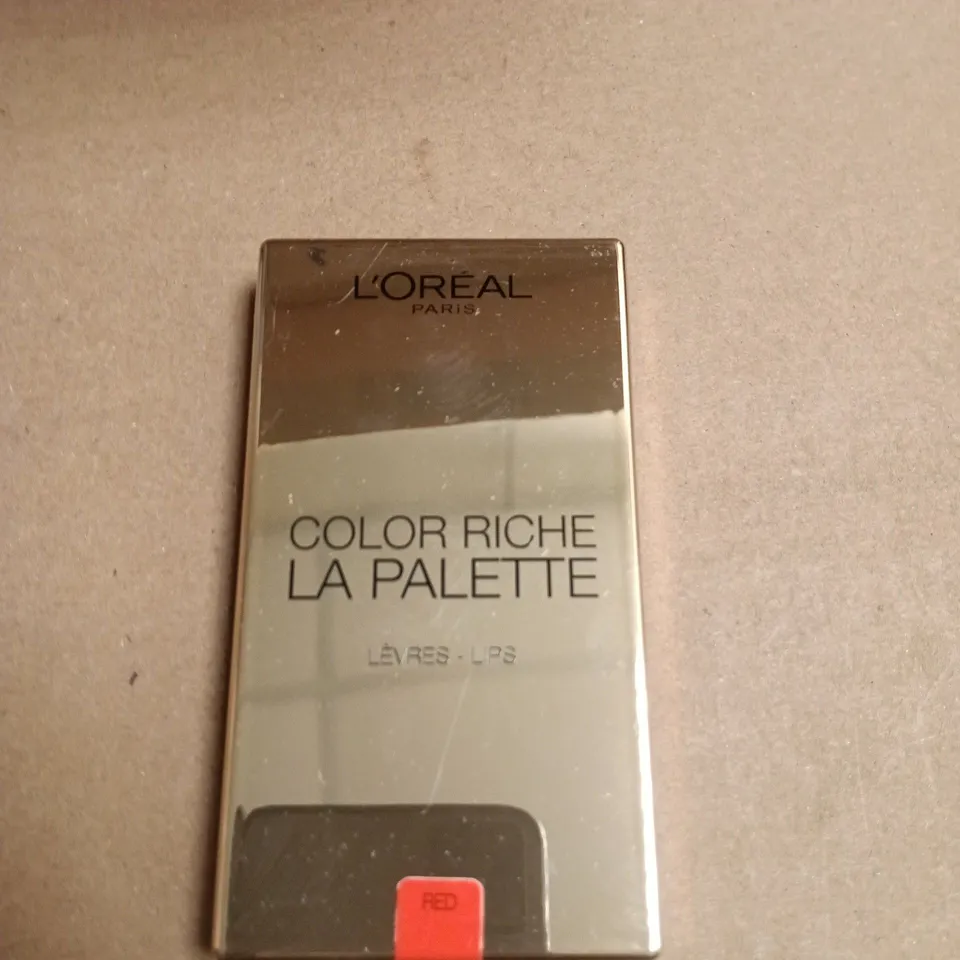 L'ORÉAL
PARIS
COLOR RICHE
LA PALETTE
LÈVRES - LIPS
RED